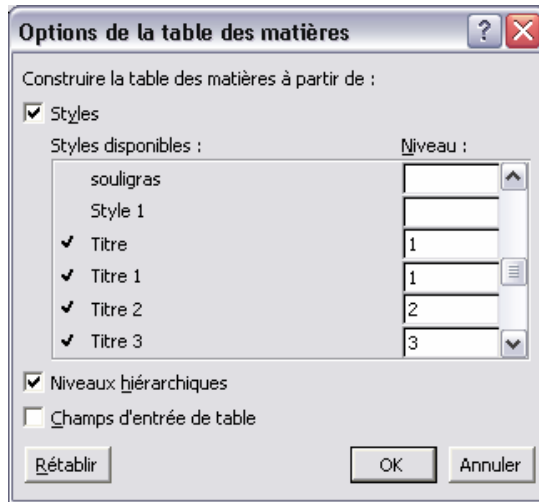 Options de la table des matières
Construire la table des matières à partir de :
Styles
Styles disponibles : Niveau :
souligras
Style 1
Titre 1
Titre 1 1
Titre 2 2
Titre 3 3
Niveaux hiérarchiques
Champs d'entrée de table
Rétablir OK Annuler